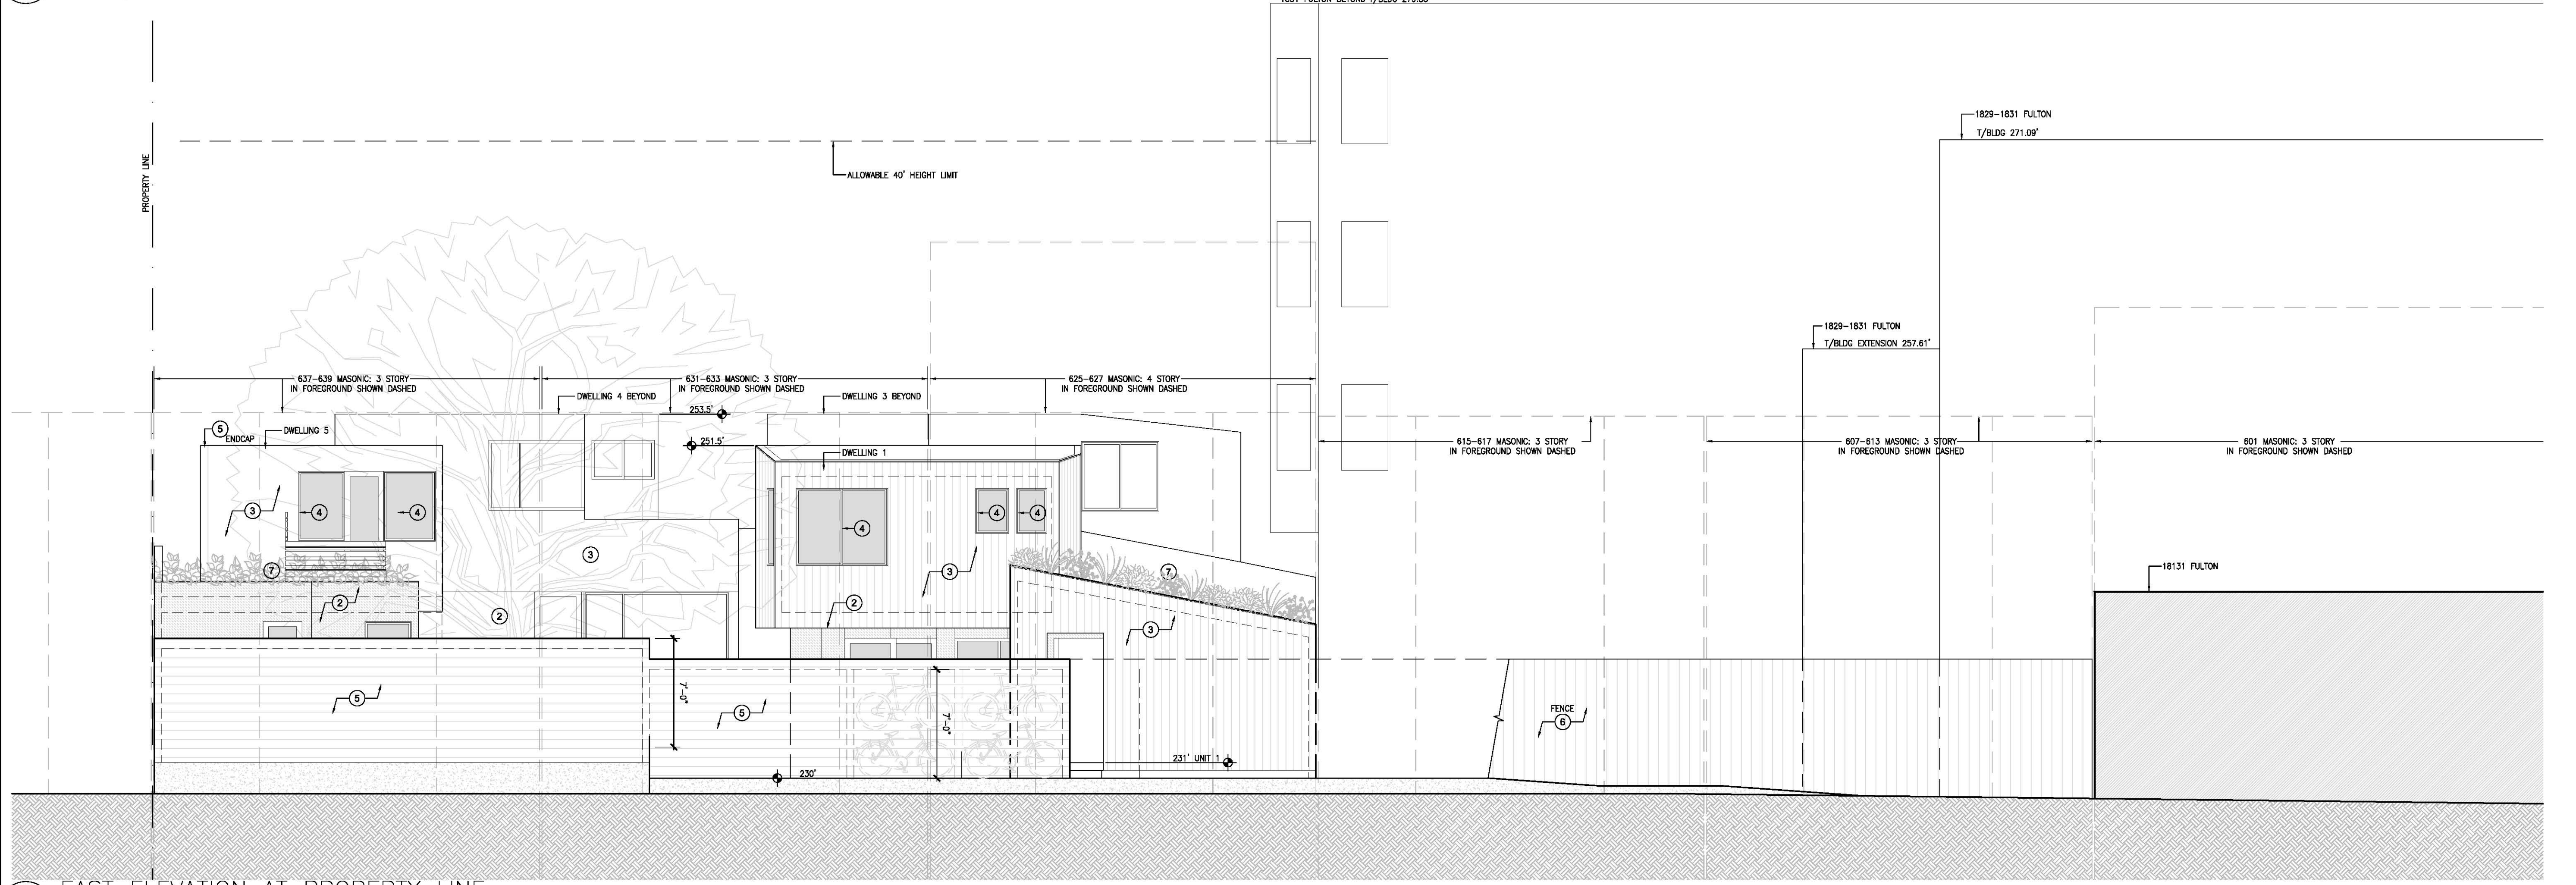 1829-1831 FULTON
T/BLDG 271.09'
PROPERTY LINE
ALLOWABLE 40' HEIGHT LIMIT
1829-1831 FULTON
T/BLDG EXTENSION 257.61'
637-639 MASONIC: 3 STORY
IN FOREGROUND SHOWN DASHED
631-633 MASONIC: 3 STORY
IN FOREGROUND SHOWN DASHED
625-627 MASONIC: 4 STORY
IN FOREGROUND SHOWN DASHED
DWELLING 4 BEYOND
DWELLING 3 BEYOND
253.5'
5
ENDCAP
DWELLING 5
251.5'
DWELLING 1
615-617 MASONIC: 3 STORY
IN FOREGROUND SHOWN DASHED
607-613 MASONIC: 3 STORY
IN FOREGROUND SHOWN DASHED
601 MASONIC: 3 STORY
IN FOREGROUND SHOWN DASHED
3
4
4
4
4
4
3
7
3
7
18131 FULTON
2
2
2
3
5
7'-0"
5
7'-0"
FENCE
6
231' UNIT 1
230'
EAST ELEVATION AT PROPERTY LINE